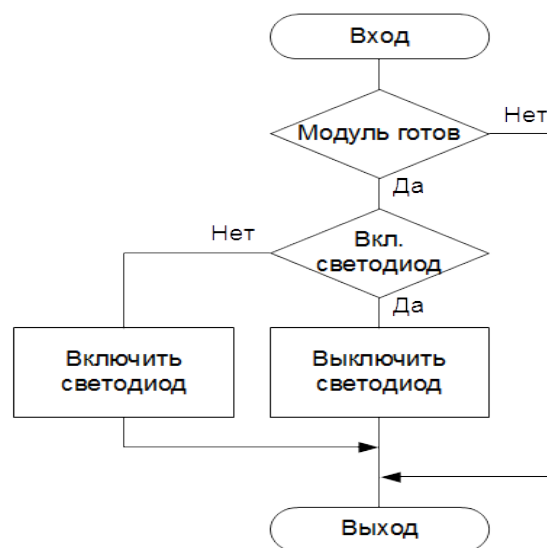 Вход
Модуль готов
Нет
Да
Нет
Вкл.
светодиод
Да
Включить
светодиод
Выключить
светодиод
Выход